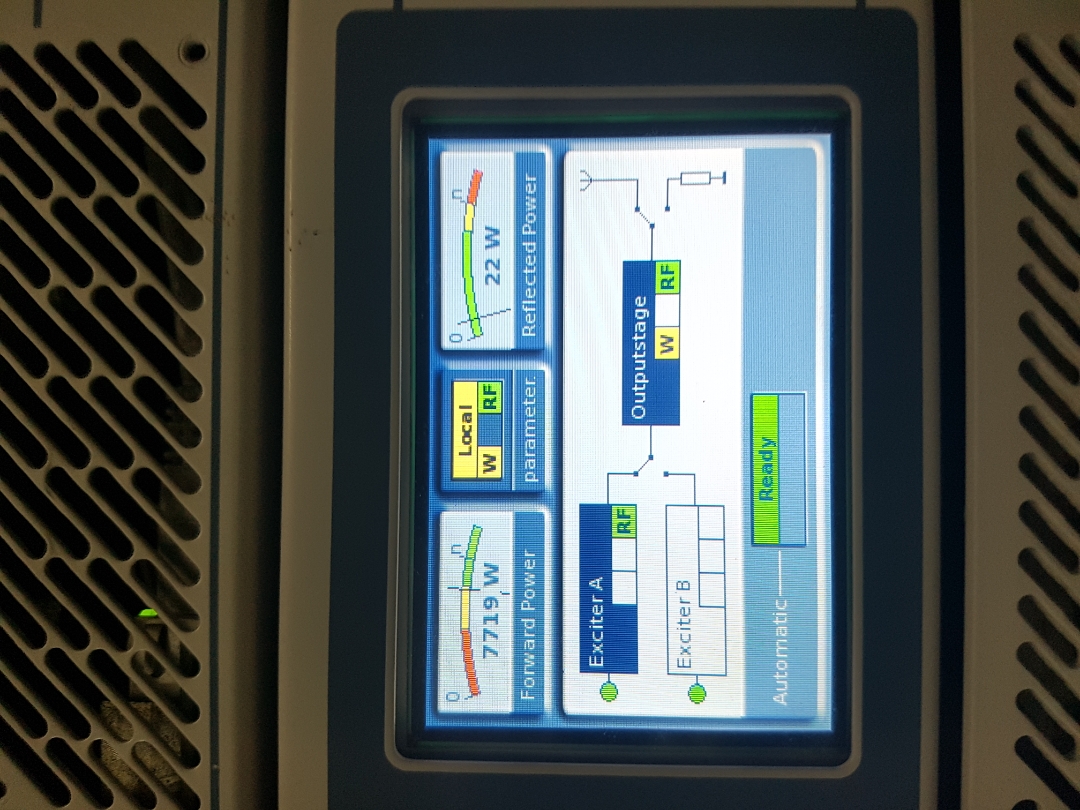 0 n
7719 W
Forward Power
Local
W RF
parameter.
0 n
22 W
Reflected Power
Exciter A
RF
Exciter B
Outputstage
W RF
Automatic
Ready